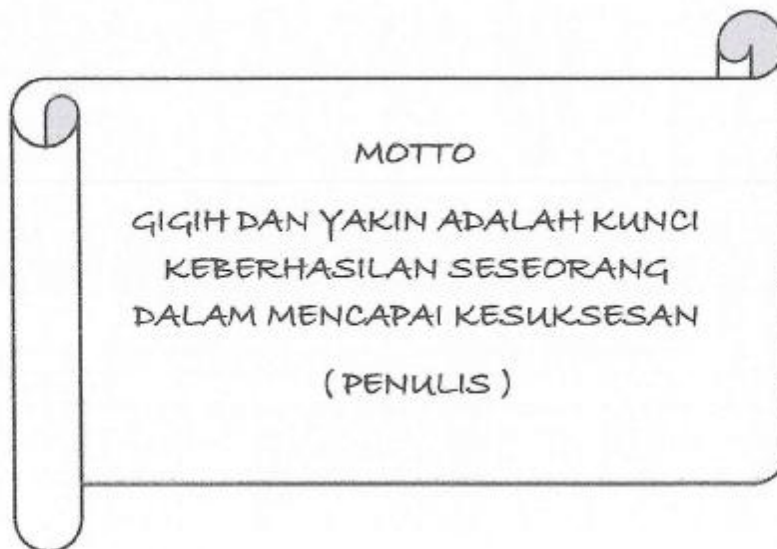 MOTTO
GIGIH DAN YAKIN ADALAH KUNCI
KEBERHASILAN SESEORANG
DALAM MENCAPAI KESUKSESAN
( PENULIS )